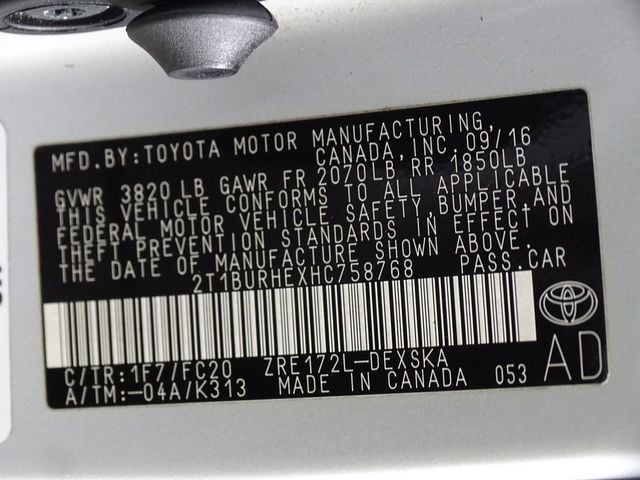 MFD. BY: TOYOTA MOTOR MANUFACTURING,
CANADA, INC. 09/16
GVWR 3820 LB GAWR FR 2070LB, RR 1850LB
THIS VEHICLE CONFORMS TO ALL APPLICABLE
FEDERAL MOTOR VEHICLE SAFETY, BUMPER, AND
THEFT PREVENTION STANDARDS IN EFFECT ON
THE DATE OF MANUFACTURE SHOWN ABOVE.
2T1BURHEXHC758768 PASS. CAR
C/TR: 1F7/FC20 ZRE172L-DEXSKA
A/TM: -04A/K313 MADE IN CANADA 053 AD